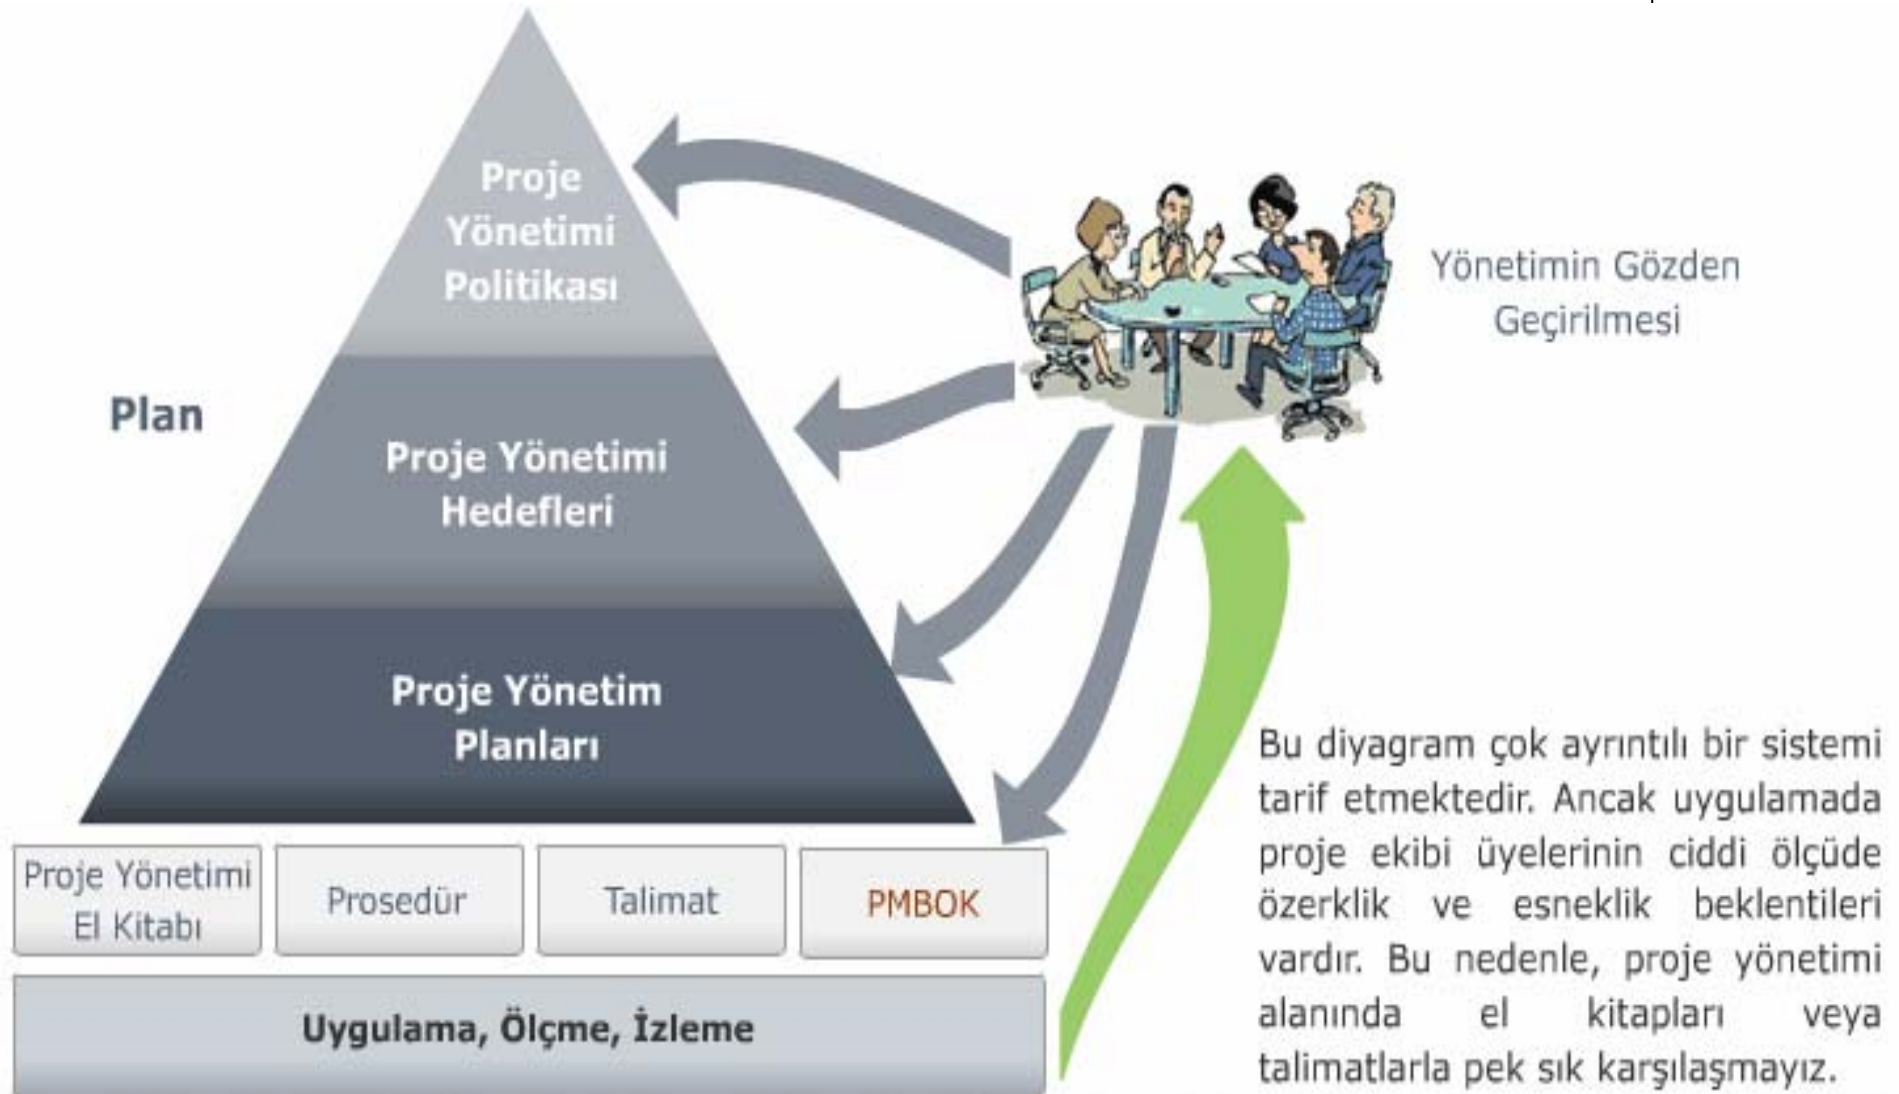 Proje
Yönetimi
Politikası
Yönetimin Gözden
Geçirilmesi
Plan
Proje Yönetimi
Hedefleri
Proje Yönetim
Planları
Proje Yönetimi
El Kitabı
Prosedür
Talimat
PMBOK
Uygulama, Ölçme, İzleme
Bu diyagram çok ayrıntılı bir sistemi
tarif etmektedir. Ancak uygulamada
proje ekibi üyelerinin ciddi ölçüde
özerklik ve esneklik beklentileri
vardır. Bu nedenle, proje yönetimi
alanında el kitapları veya
talimatlarla pek sık karşılaşmayız.